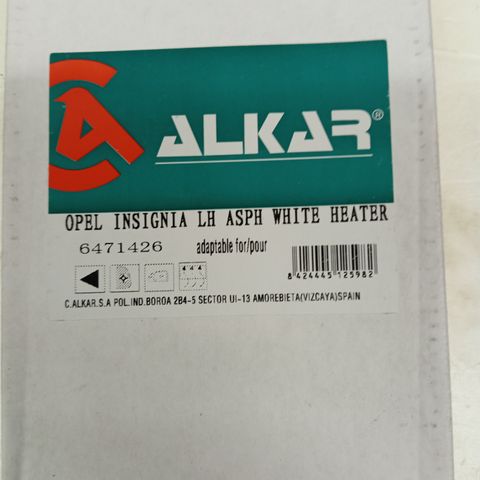 ALKAR®
OPEL INSIGNIA LH ASPH WHITE HEATER
6471426 adaptable for/pour
8 424445 125982
C.ALKAR.S.A POL.IND.BOROA 2B4-5 SECTOR UI-13 AMOREBIETA(VIZCAYA)SPAIN